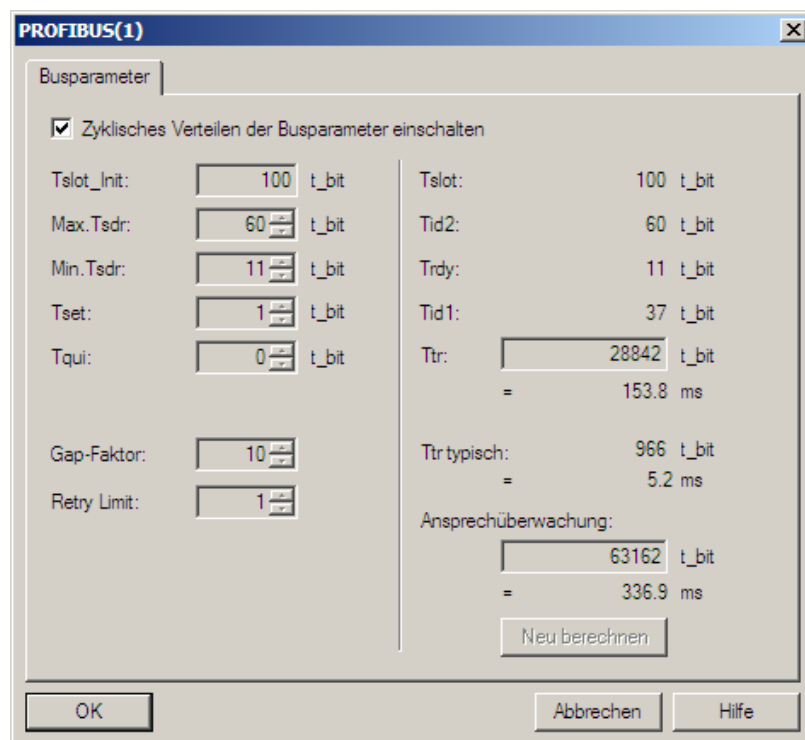 PROFIBUS(1)
Busparameter
Zyklisches Verteilen der Busparameter einschalten
Tslot_Init: 100 t_bit
Max.Tsdr: 60 t_bit
Min.Tsdr: 11 t_bit
Tset: 1 t_bit
Tqui: 0 t_bit
Gap-Faktor: 10
Retry Limit: 1
Tslot: 100 t_bit
Tid2: 60 t_bit
Trdy: 11 t_bit
Tid1: 37 t_bit
Ttr: 28842 t_bit
= 153.8 ms
Ttr typisch: 966 t_bit
= 5.2 ms
Ansprechüberwachung:
63162 t_bit
= 336.9 ms
Neu berechnen
OK
Abbrechen
Hilfe